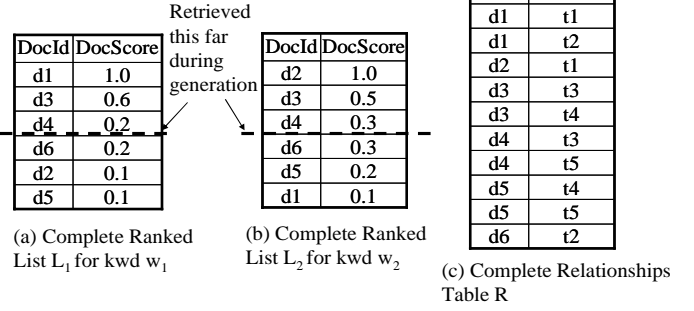 Retrieved
this far
during
generation
DocId DocScore
d1 1.0
d3 0.6
d4 0.2
d6 0.2
d2 0.1
d5 0.1
(a) Complete Ranked
List L1 for kwd w1
DocId DocScore
d2 1.0
d3 0.5
d4 0.3
d6 0.3
d5 0.2
d1 0.1
(b) Complete Ranked
List L2 for kwd w2
d1 t1
d1 t2
d2 t1
d3 t3
d3 t4
d4 t3
d4 t5
d5 t4
d5 t5
d6 t2
(c) Complete Relationships
Table R